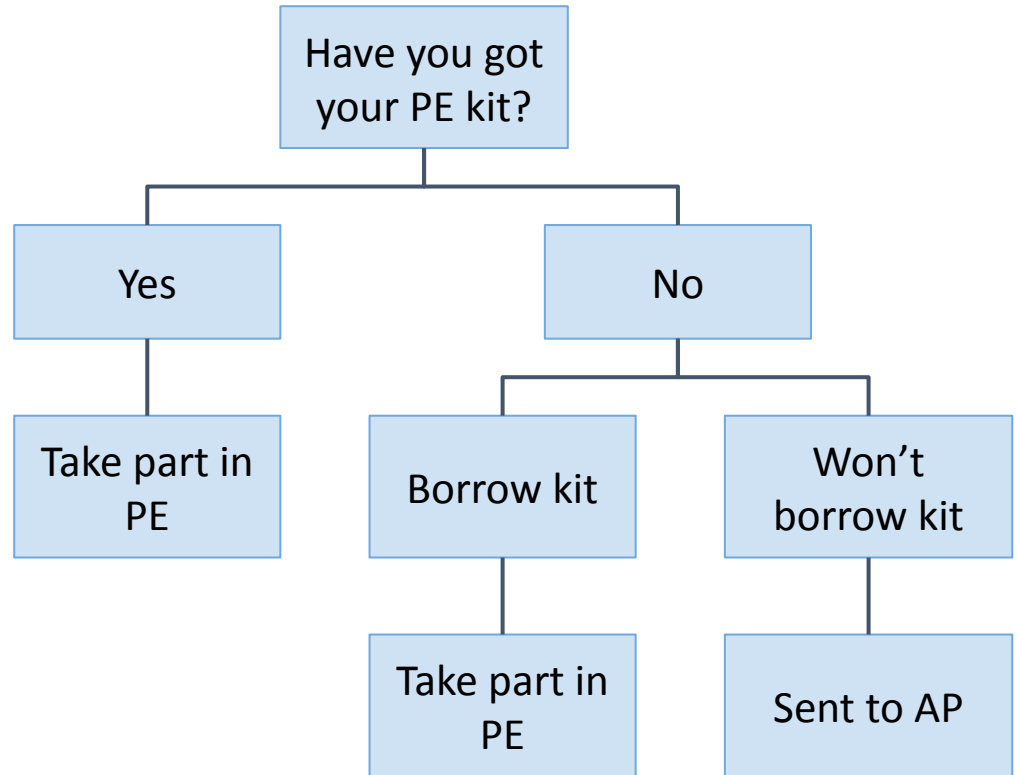 Have you got
your PE kit?
Yes
No
Take part in
PE
Borrow kit
Won’t
borrow kit
Take part in
PE
Sent to AP